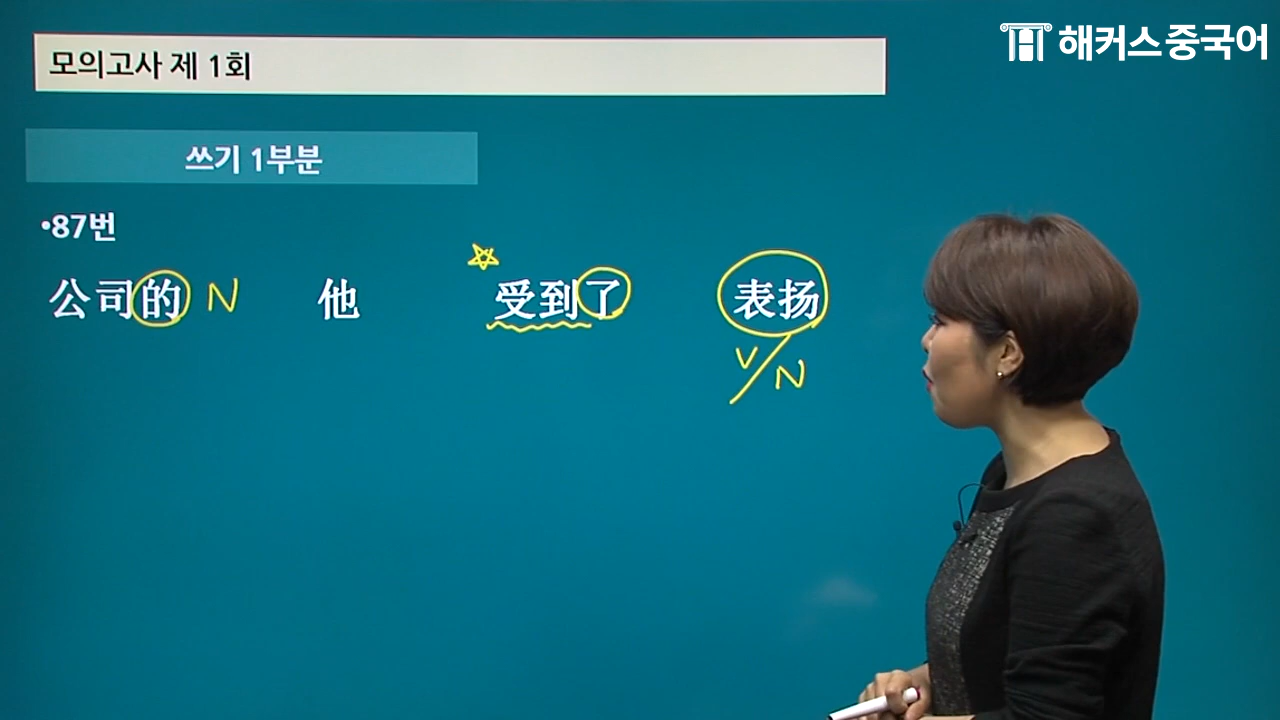 해커스중국어
모의고사 제 1회
쓰기 1부분
•87번
公司的 N 他 受到了 表扬
V/N